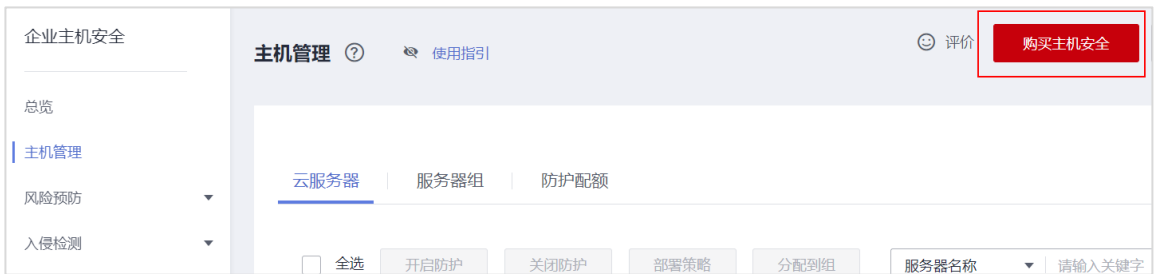 企业主机安全
主机管理 ? 使用指引 评价 购买主机安全
总览
主机管理
云服务器 服务器组 防护配额
风险预防
入侵检测
全选 开启防护 关闭防护 部署策略 分配到组 服务器名称 请输入关键字